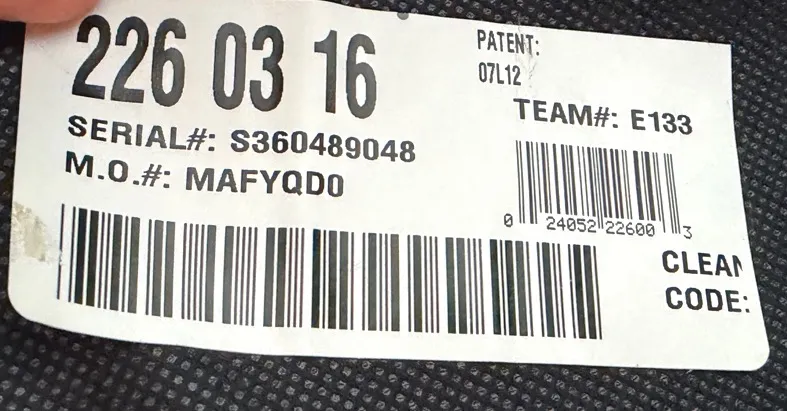 226 03 16
PATENT:
07L12
TEAM#: E133
SERIAL#: S360489048
M.O.#: MAFYQD0
0 24052 22600 3
CLEAN
CODE: